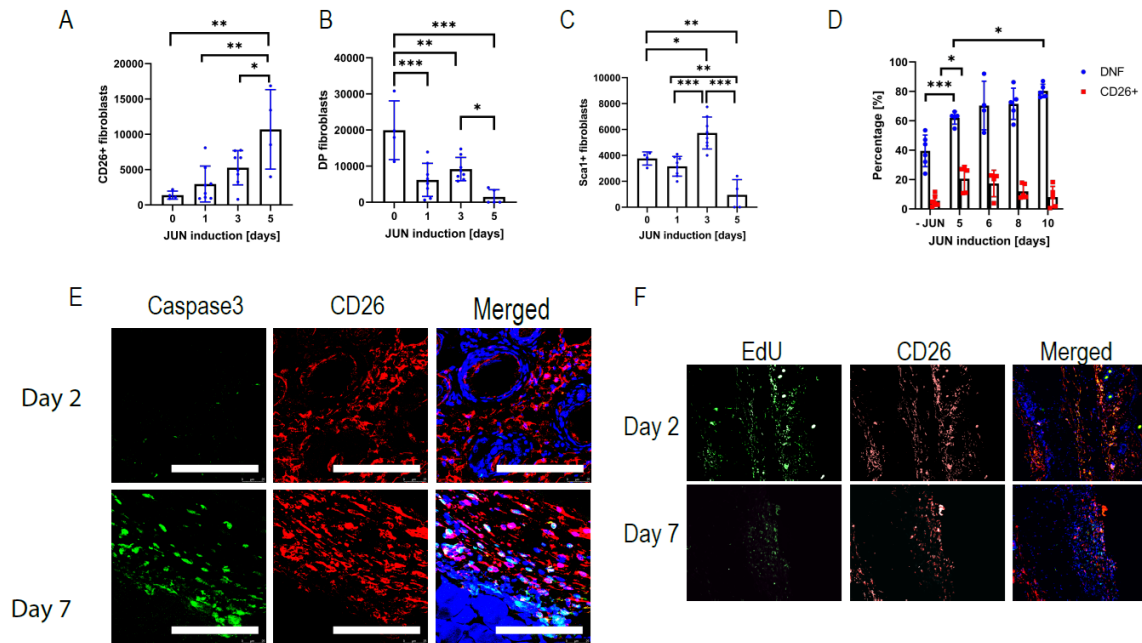 A
**
**
*
20000
15000
10000
5000
0
CD26+ fibroblasts
0 1 3 5
JUN induction [days]
B
***
**
***
*
40000
30000
20000
10000
0
DP fibroblasts
0 1 3 5
JUN induction [days]
C
**
*
**
*** ***
10000
8000
6000
4000
2000
0
Sca1+ fibroblasts
0 1 3 5
JUN induction [days]
D
*
*
***
100
80
60
40
20
0
Percentage [%]
- JUN 5 6 8 10
JUN induction [days]
DNF
CD26+
E
Caspase3 CD26 Merged
Day 2
Day 7
F
EdU CD26 Merged
Day 2
Day 7